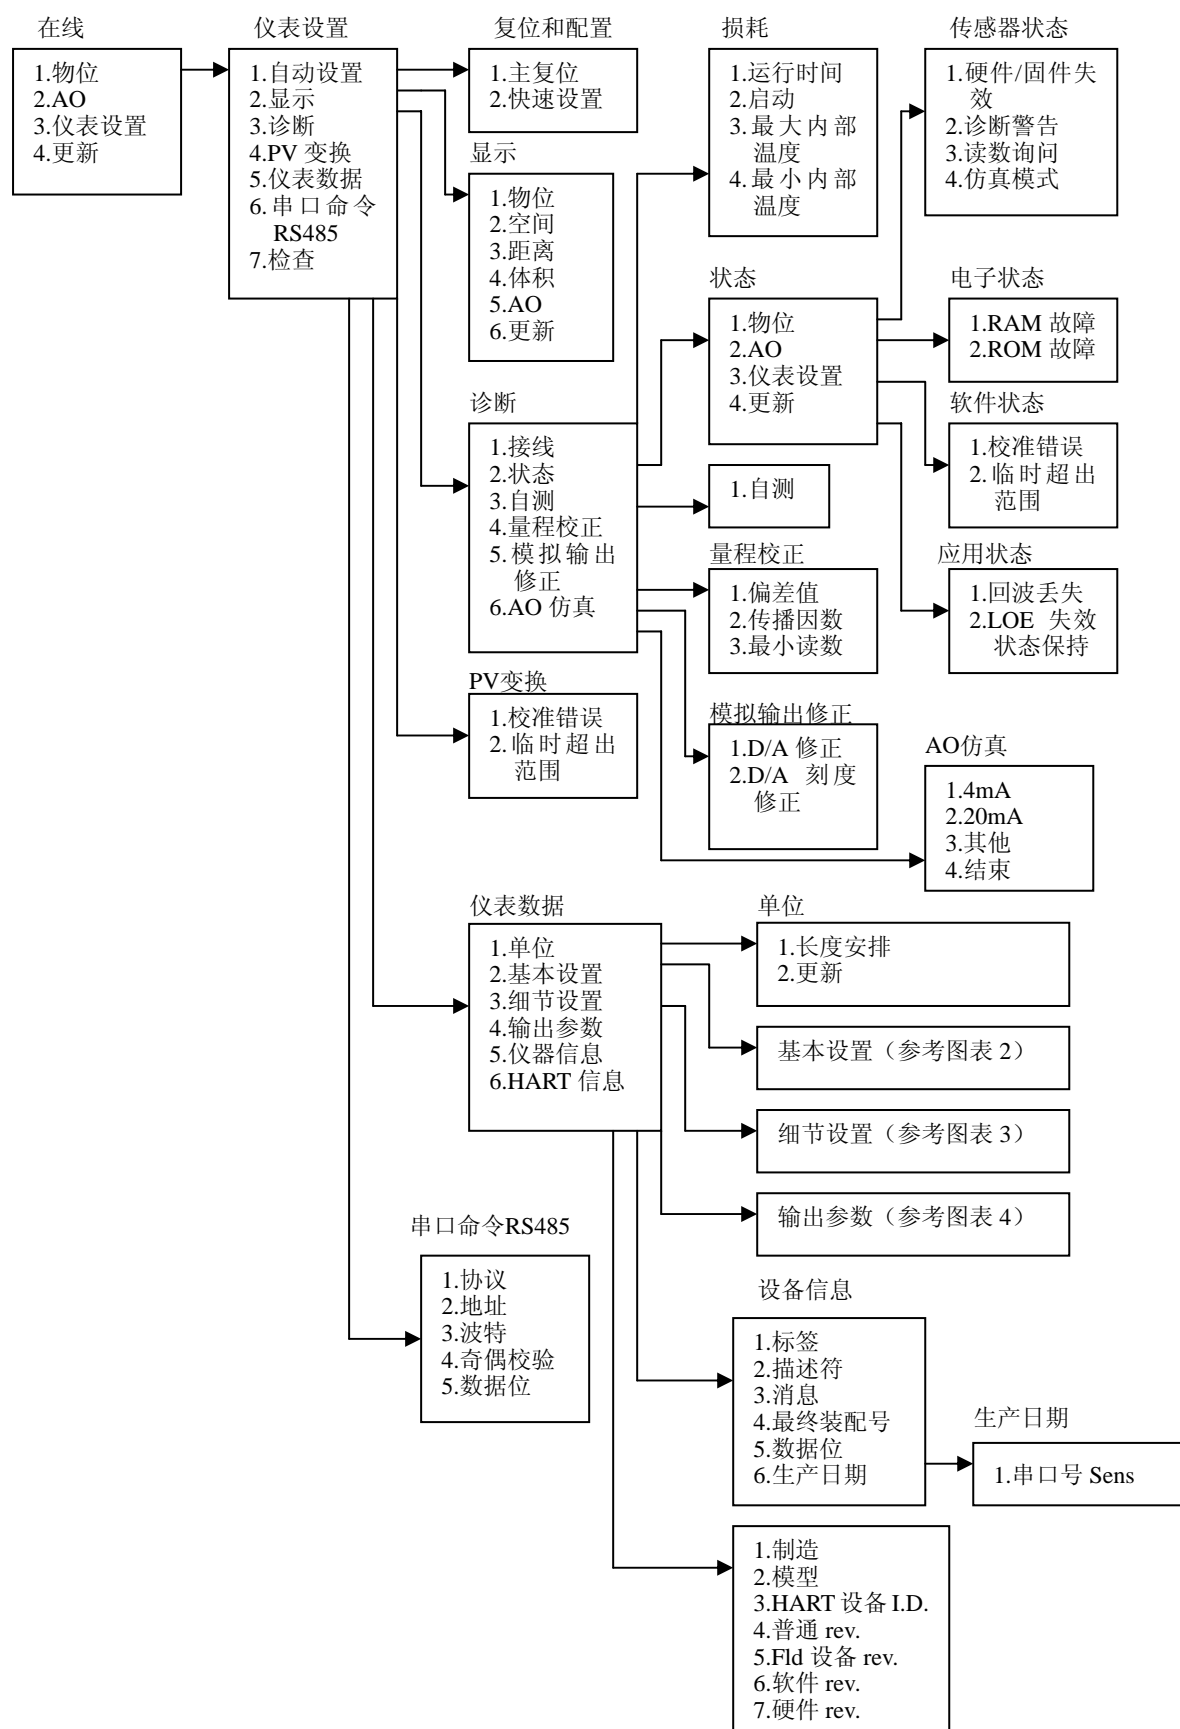 在线
1.物位
2.AO
3.仪表设置
4.更新
仪表设置
1.自动设置
2.显示
3.诊断
4.PV 变换
5.仪表数据
6.串口命令
RS485
7.检查
复位和配置
1.主复位
2.快速设置
显示
1.物位
2.空间
3.距离
4.体积
5.AO
6.更新
诊断
1.接线
2.状态
3.自测
4.量程校正
5.模拟输出
修正
6.AO 仿真
PV变换
1.校准错误
2.临时超出
范围
损耗
1.运行时间
2.启动
3.最大内部
温度
4.最小内部
温度
状态
1.物位
2.AO
3.仪表设置
4.更新
1.自测
量程校正
1.偏差值
2.传播因数
3.最小读数
模拟输出修正
1.D/A 修正
2.D/A 刻度
修正
传感器状态
1.硬件/固件失
效
2.诊断警告
3.读数询问
4.仿真模式
电子状态
1.RAM 故障
2.ROM 故障
软件状态
1.校准错误
2.临时超出
范围
应用状态
1.回波丢失
2.LOE 失效
状态保持
AO仿真
1.4mA
2.20mA
3.其他
4.结束
仪表数据
1.单位
2.基本设置
3.细节设置
4.输出参数
5.仪器信息
6.HART 信息
单位
1.长度安排
2.更新
基本设置（参考图表 2）
细节设置（参考图表 3）
输出参数（参考图表 4）
串口命令RS485
1.协议
2.地址
3.波特
4.奇偶校验
5.数据位
设备信息
1.标签
2.描述符
3.消息
4.最终装配号
5.数据位
6.生产日期
生产日期
1.串口号 Sens
1.制造
2.模型
3.HART 设备 I.D.
4.普通 rev.
5.Fld 设备 rev.
6.软件 rev.
7.硬件 rev.